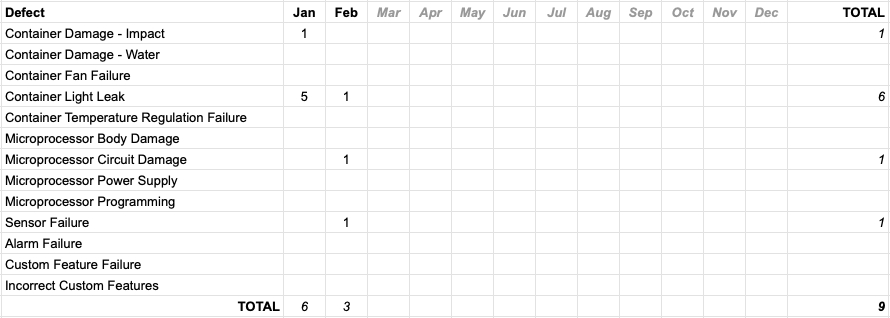 Defect Jan Feb Mar Apr May Jun Jul Aug Sep Oct Nov Dec TOTAL
Container Damage - Impact 1 1
Container Damage - Water
Container Fan Failure
Container Light Leak 5 1 6
Container Temperature Regulation Failure
Microprocessor Body Damage
Microprocessor Circuit Damage 1 1
Microprocessor Power Supply
Microprocessor Programming
Sensor Failure 1 1
Alarm Failure
Custom Feature Failure
Incorrect Custom Features
TOTAL 6 3 9